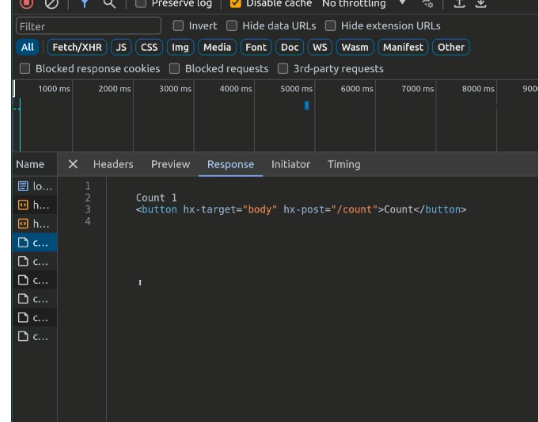 Preserve log Disable cache No throttling
Filter Invert Hide data URLs Hide extension URLs
All Fetch/XHR JS CSS Img Media Font Doc WS Wasm Manifest Other
Blocked response cookies Blocked requests 3rd-party requests
1000 ms 2000 ms 3000 ms 4000 ms 5000 ms 6000 ms 7000 ms 8000 ms 900
Name X Headers Preview Response Initiator Timing
lo... 1
2 Count 1
h... 3 <button hx-target="body" hx-post="/count">Count</button>
h... 4
c...
c...
c...
c...
c...
c...